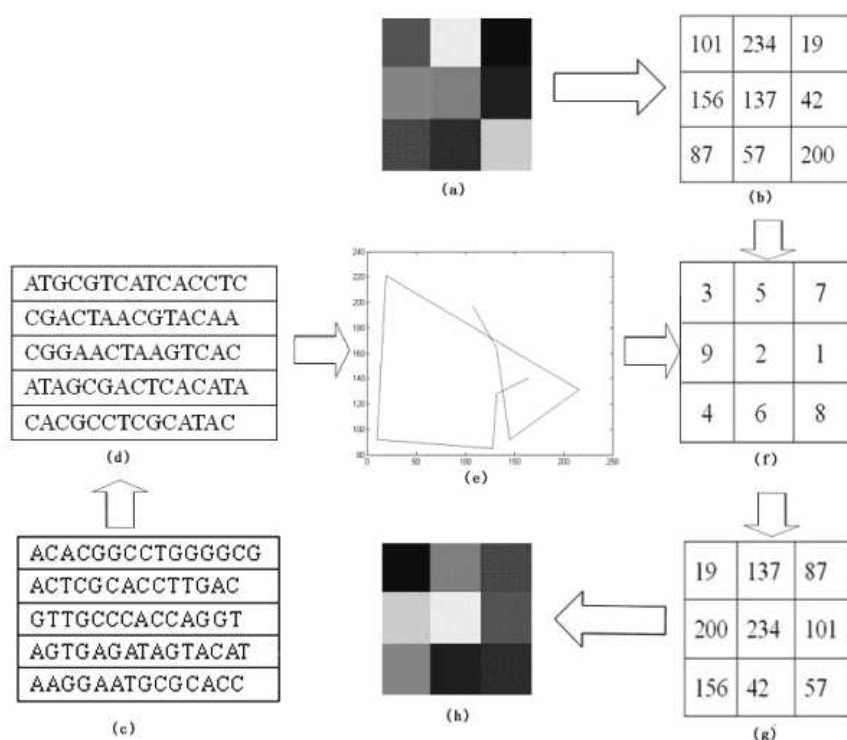 101 234 19
156 137 42
87 57 200
(a)
(b)
ATGCGTCATCACCTC
CGACTAACGTACAA
CGGAACTAAGTCAC
ATAGCGACTCACATA
CACGCCTCGCATAC
(d)
240
220
200
180
160
140
120
100
80
0 50 100 150 200 250
(e)
3 5 7
9 2 1
4 6 8
(f)
ACACGGCCTGGGGCG
ACTCGCACCTTGAC
GTTGCCCACCAGGT
AGTGAGATAGTACAT
AAGGAATGCGCACC
(c)
(h)
19 137 87
200 234 101
156 42 57
(g)